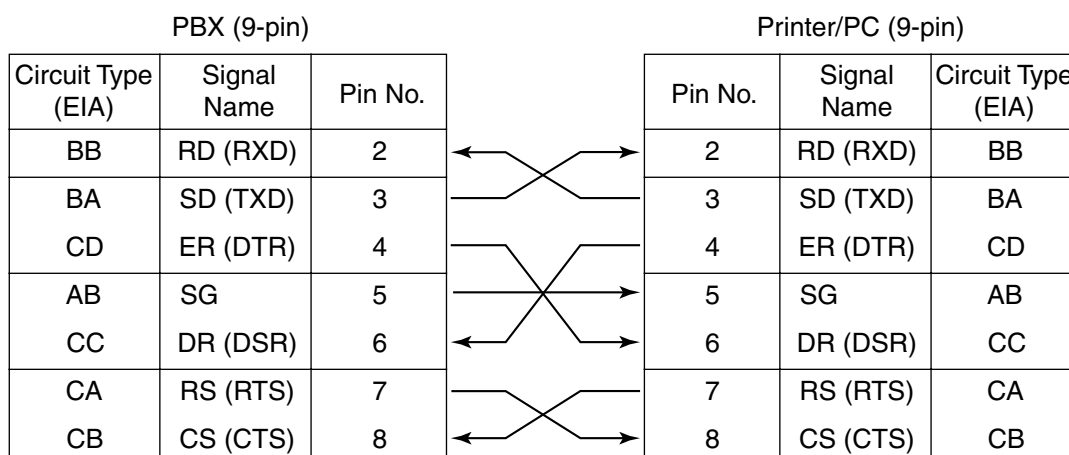 PBX (9-pin) Printer/PC (9-pin)
Circuit Type (EIA) Signal Name Pin No. Pin No. Signal Name Circuit Type (EIA)
BB RD (RXD) 2 2 RD (RXD) BB
BA SD (TXD) 3 3 SD (TXD) BA
CD ER (DTR) 4 4 ER (DTR) CD
AB SG 5 5 SG AB
CC DR (DSR) 6 6 DR (DSR) CC
CA RS (RTS) 7 7 RS (RTS) CA
CB CS (CTS) 8 8 CS (CTS) CB